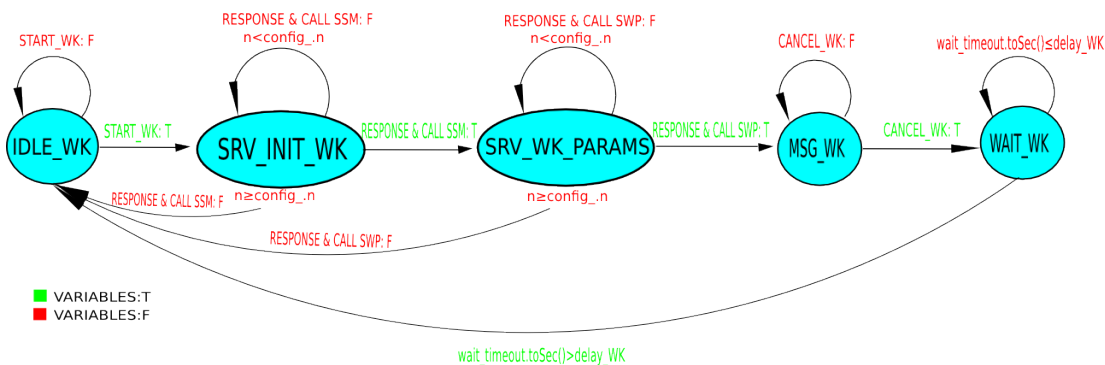 RESPONSE & CALL SSM: F
n<config_.n
RESPONSE & CALL SWP: F
n<config_.n
START_WK: F
CANCEL_WK: F
wait_timeout.toSec()≤delay_WK
IDLE_WK
START_WK: T
SRV_INIT_WK
RESPONSE & CALL SSM: T
SRV_WK_PARAMS
RESPONSE & CALL SWP: T
MSG_WK
CANCEL_WK: T
WAIT_WK
n≥config_.n
n≥config_.n
RESPONSE & CALL SSM: F
RESPONSE & CALL SWP: F
VARIABLES:T
VARIABLES:F
wait_timeout.toSec()>delay_WK